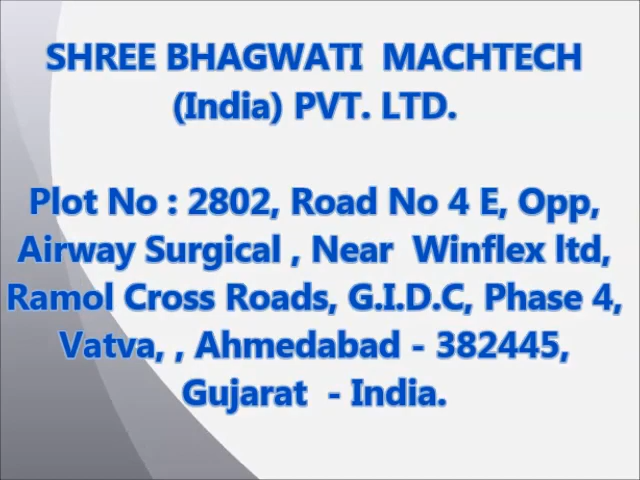 SHREE BHAGWATI MACHTECH
(India) PVT. LTD.
Plot No : 2802, Road No 4 E, Opp,
Airway Surgical , Near Winflex ltd,
Ramol Cross Roads, G.I.D.C, Phase 4,
Vatva, , Ahmedabad - 382445,
Gujarat - India.